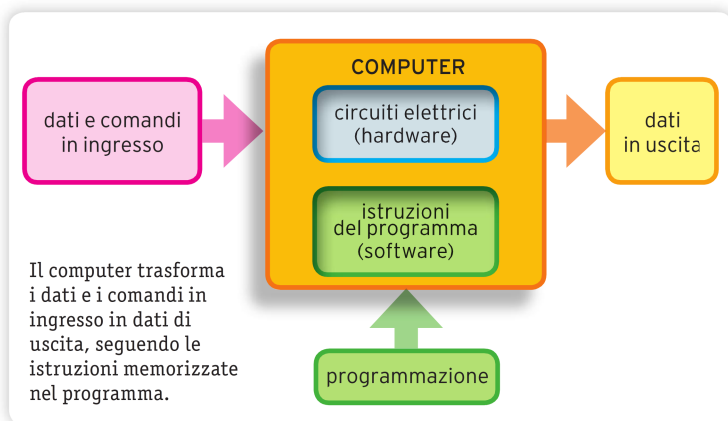 COMPUTER
dati e comandi
in ingresso
circuiti elettrici
(hardware)
dati
in uscita
istruzioni
del programma
(software)
Il computer trasforma
i dati e i comandi in
ingresso in dati di
uscita, seguendo le
istruzioni memorizzate
nel programma.
programmazione